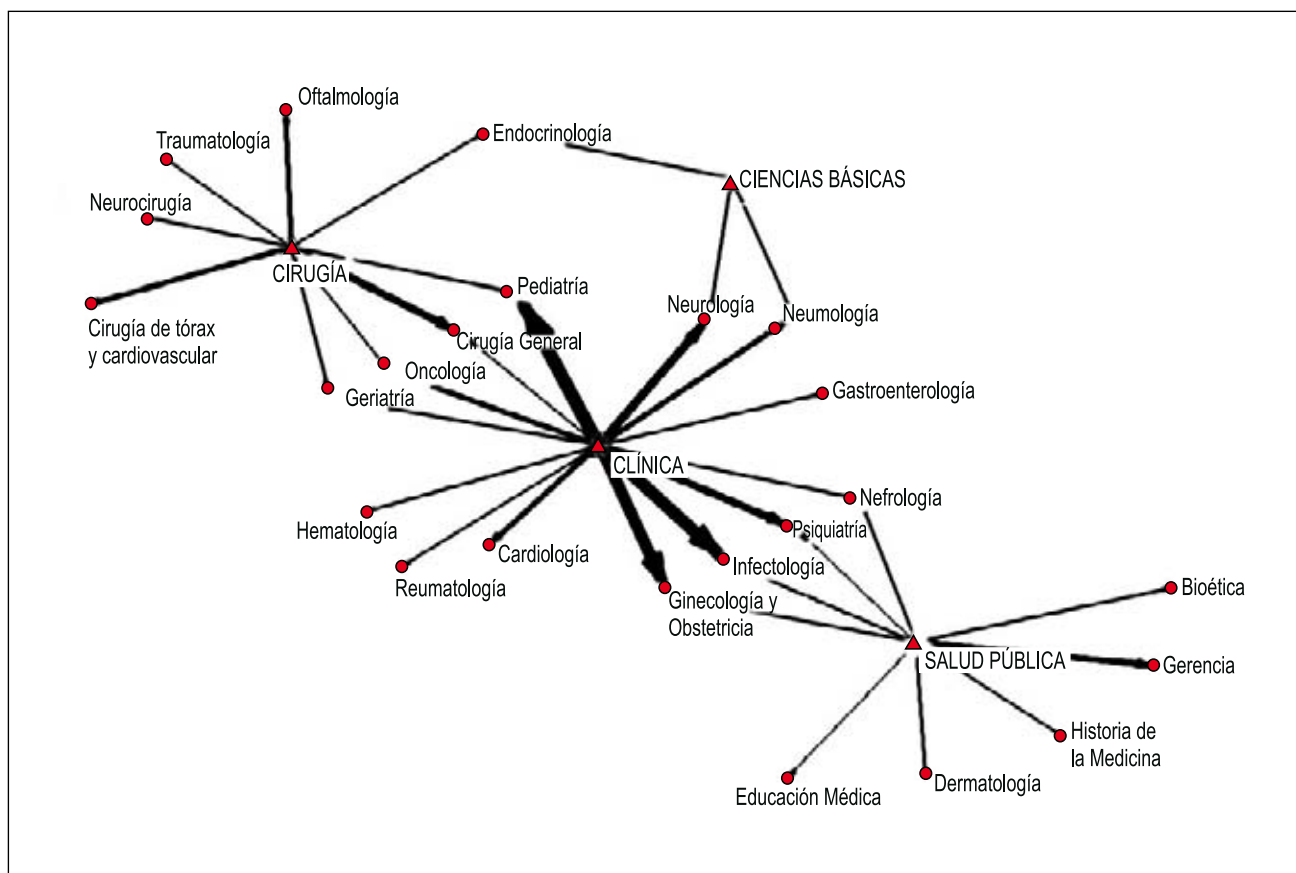 Oftalmología
Endocrinología
Traumatología
CIENCIAS BÁSICAS
Neurocirugía
CIRUGÍA
Pediatría
Neurología
Neumología
Cirugía de tórax
y cardiovascular
Cirugía General
Oncología
Geriatría
Gastroenterología
CLÍNICA
Nefrología
Hematología
Psiquiatría
Cardiología
Infectología
Reumatología
Ginecología y
Obstetricia
Bioética
SALUD PÚBLICA
Gerencia
Historia de
la Medicina
Educación Médica
Dermatología